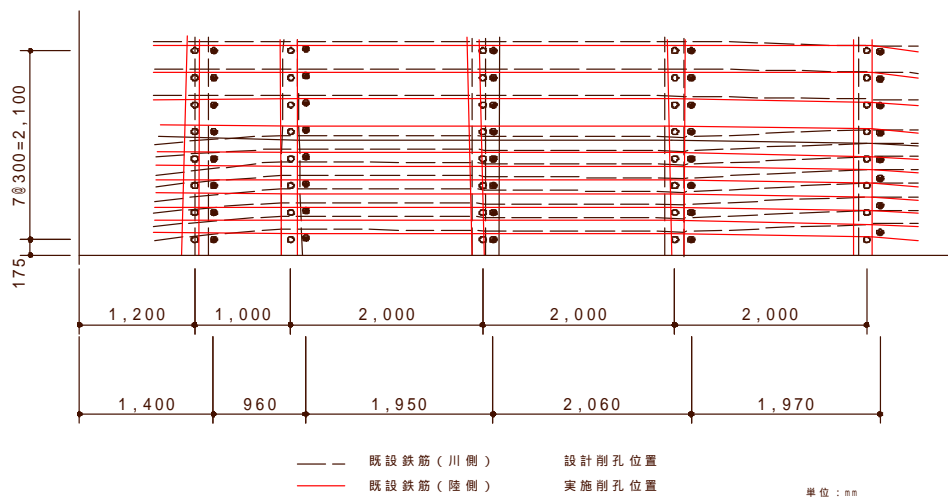 7@300=2,100
175
1,200 1,000 2,000 2,000 2,000
1,400 960 1,950 2,060 1,970
既設鉄筋(川側) 設計削孔位置
既設鉄筋(陸側) 実施削孔位置
単位:mm